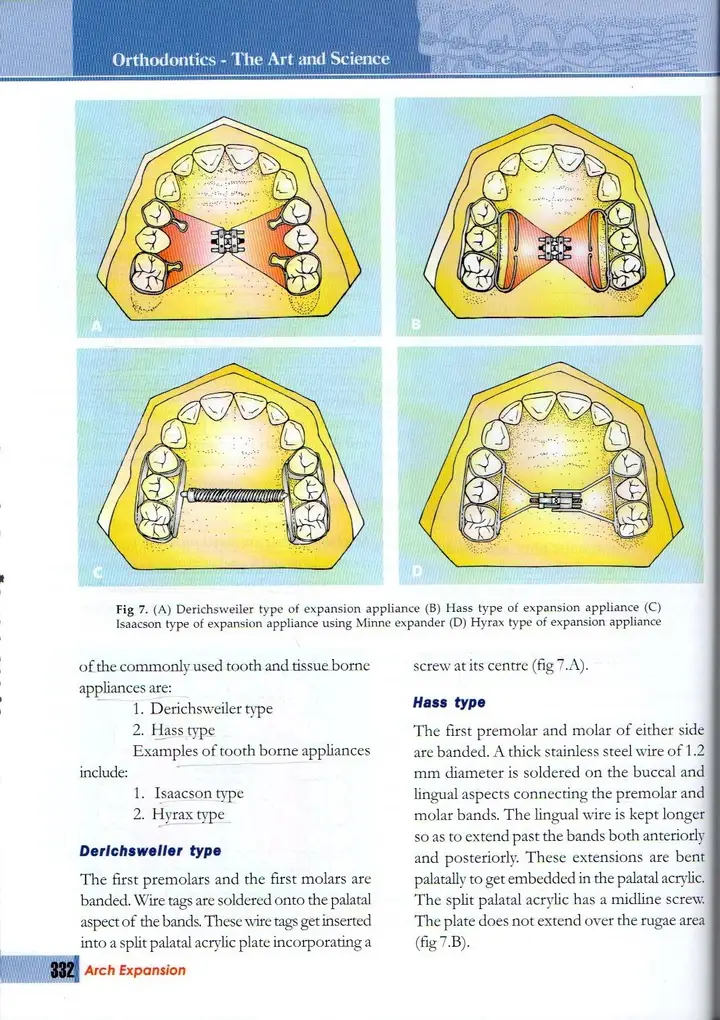 Orthodontics - The Art and Science
A
B
C
D
Fig 7. (A) Derichsweiler type of expansion appliance (B) Hass type of expansion appliance (C)
Isaacson type of expansion appliance using Minne expander (D) Hyrax type of expansion appliance
of the commonly used tooth and tissue borne
appliances are:
1. Derichsweiler type
2. Hass type
Examples of tooth borne appliances
include:
1. Isaacson type
2. Hyrax type
Derichsweiler type
The first premolars and the first molars are
banded. Wire tags are soldered onto the palatal
aspect of the bands. These wire tags get inserted
into a split palatal acrylic plate incorporating a
screw at its centre (fig 7.A).
Hass type
The first premolar and molar of either side
are banded. A thick stainless steel wire of 1.2
mm diameter is soldered on the buccal and
lingual aspects connecting the premolar and
molar bands. The lingual wire is kept longer
so as to extend past the bands both anteriorly
and posteriorly. These extensions are bent
palatally to get embedded in the palatal acrylic.
The split palatal acrylic has a midline screw.
The plate does not extend over the rugae area
(fig 7.B).
332 Arch Expansion